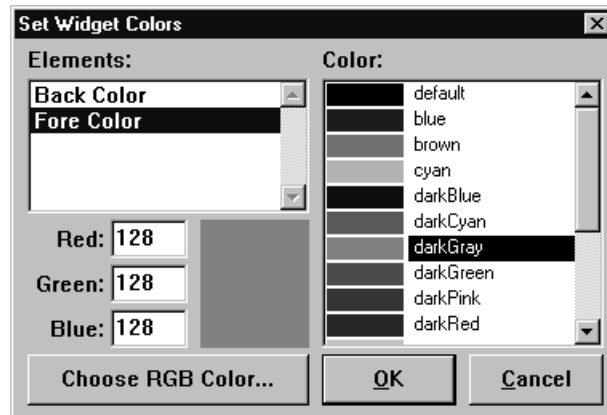 Set Widget Colors
Elements:
Back Color
Fore Color
Red: 128
Green: 128
Blue: 128
Color:
default
blue
brown
cyan
darkBlue
darkCyan
darkGray
darkGreen
darkPink
darkRed
Choose RGB Color...
OK
Cancel